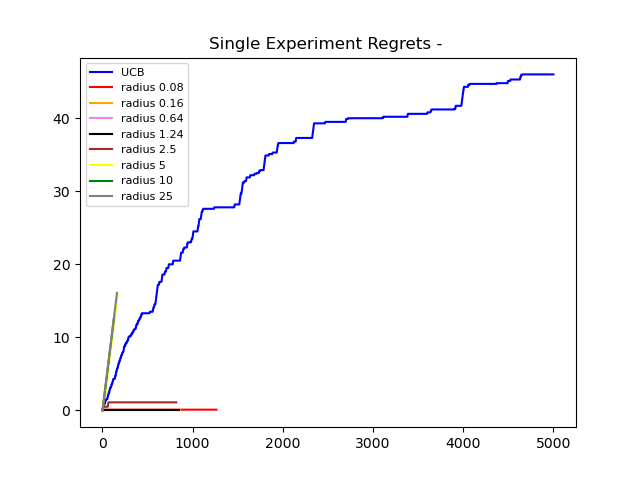 Single Experiment Regrets -
UCB
radius 0.08
radius 0.16
radius 0.64
radius 1.24
radius 2.5
radius 5
radius 10
radius 25
40
30
20
10
0
0 1000 2000 3000 4000 5000